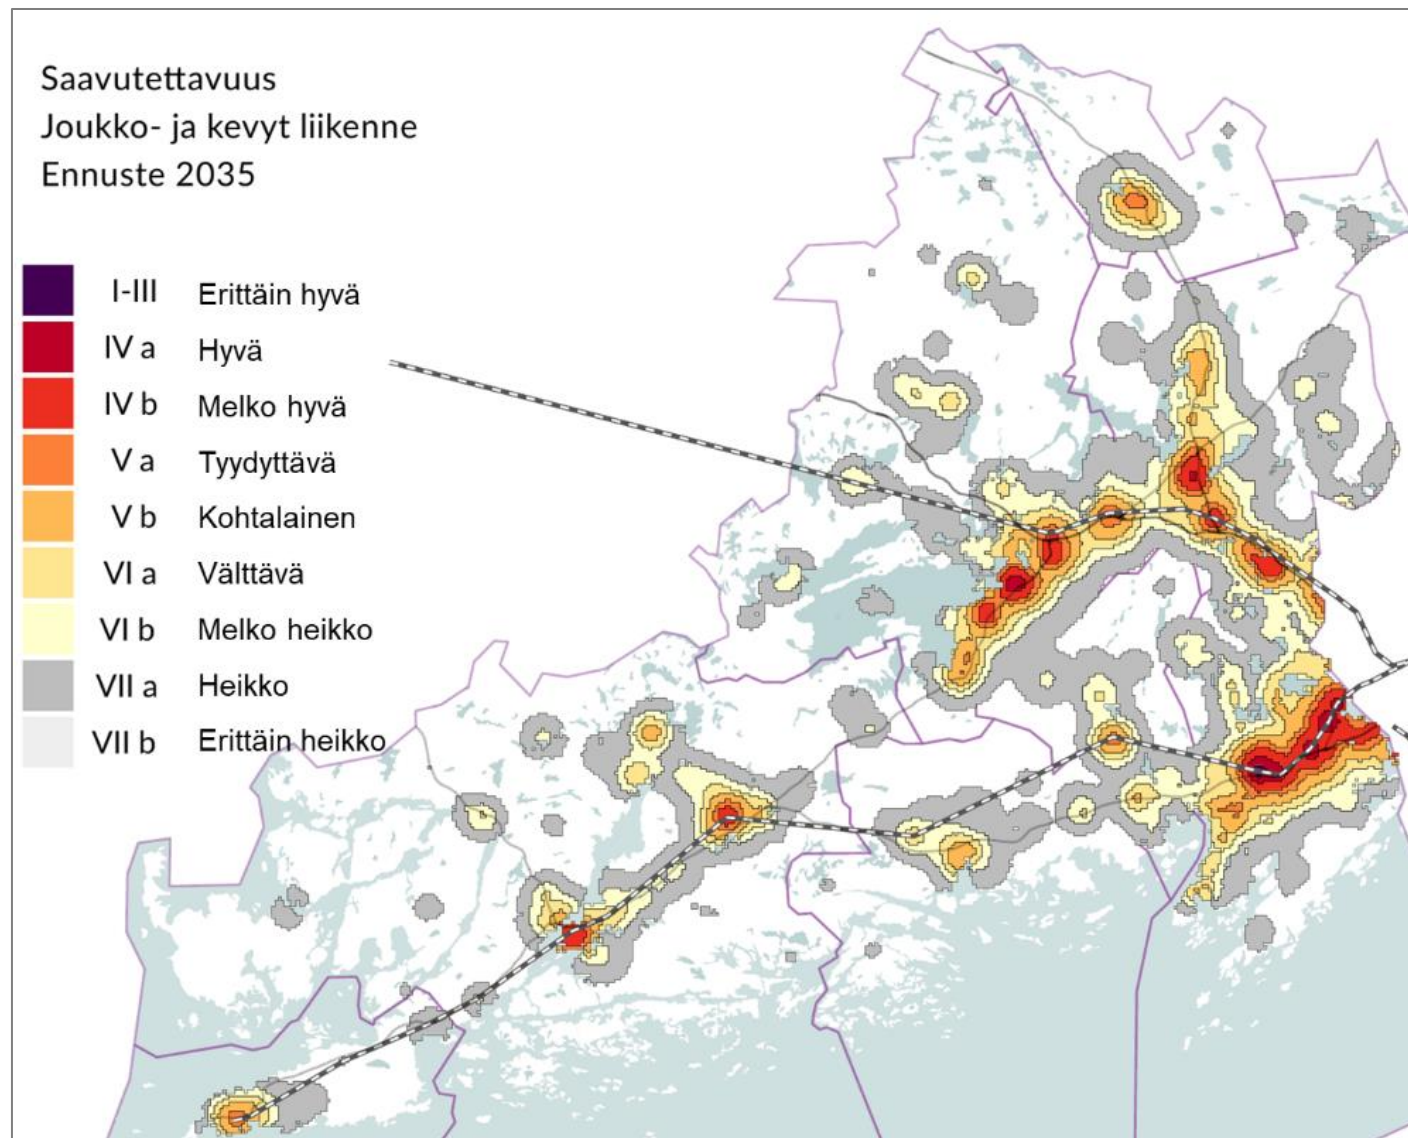 Saavutettavuus
Joukko- ja kevyt liikenne
Ennuste 2035
I-III Erittäin hyvä
IV a Hyvä
IV b Melko hyvä
V a Tyydyttävä
V b Kohtalainen
VI a Välttävä
VI b Melko heikko
VII a Heikko
VII b Erittäin heikko